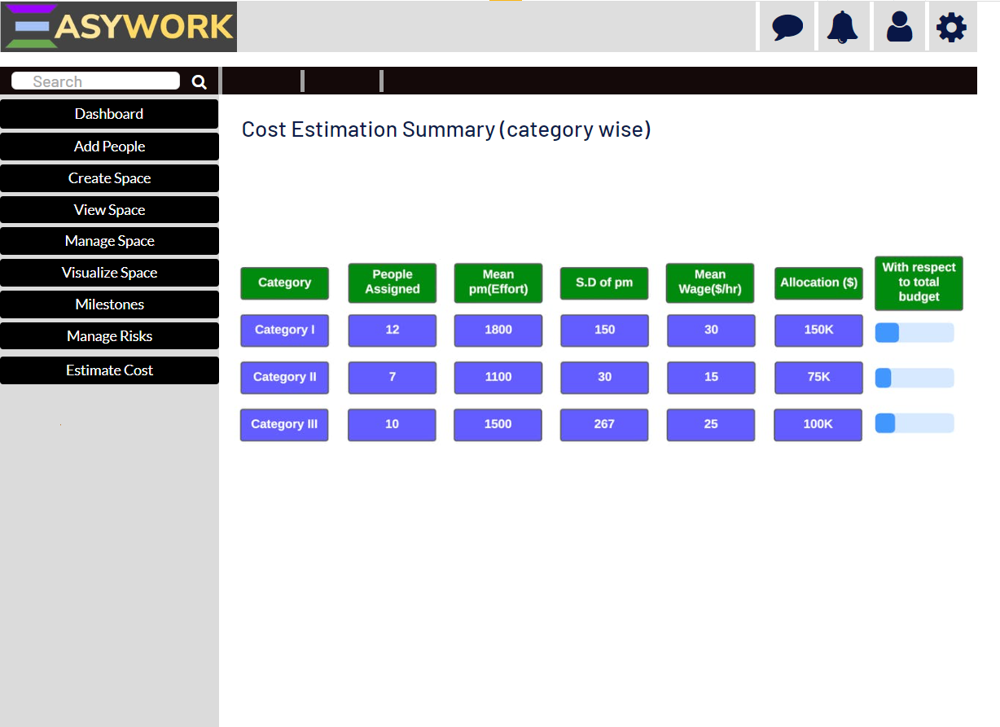 EASYWORK
Search
Dashboard
Add People
Create Space
View Space
Manage Space
Visualize Space
Milestones
Manage Risks
Estimate Cost
Cost Estimation Summary (category wise)
Category People Assigned Mean pm(Effort) S.D of pm Mean Wage($/hr) Allocation ($) With respect to total budget
Category I 12 1800 150 30 150K
Category II 7 1100 30 15 75K
Category III 10 1500 267 25 100K